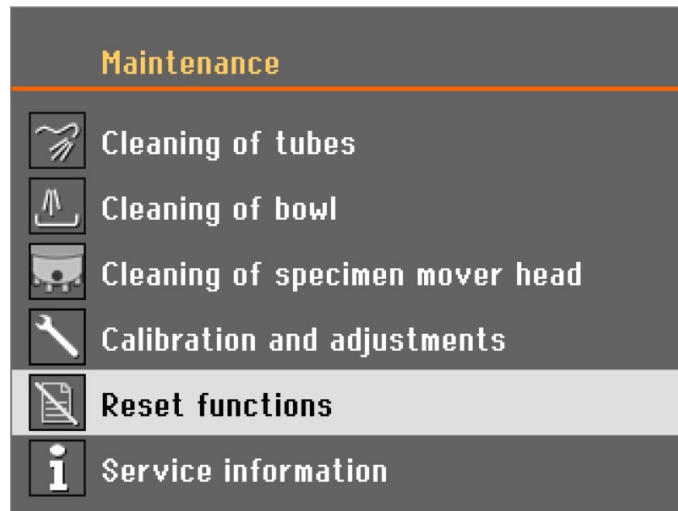 Maintenance
Cleaning of tubes
Cleaning of bowl
Cleaning of specimen mover head
Calibration and adjustments
Reset functions
Service information